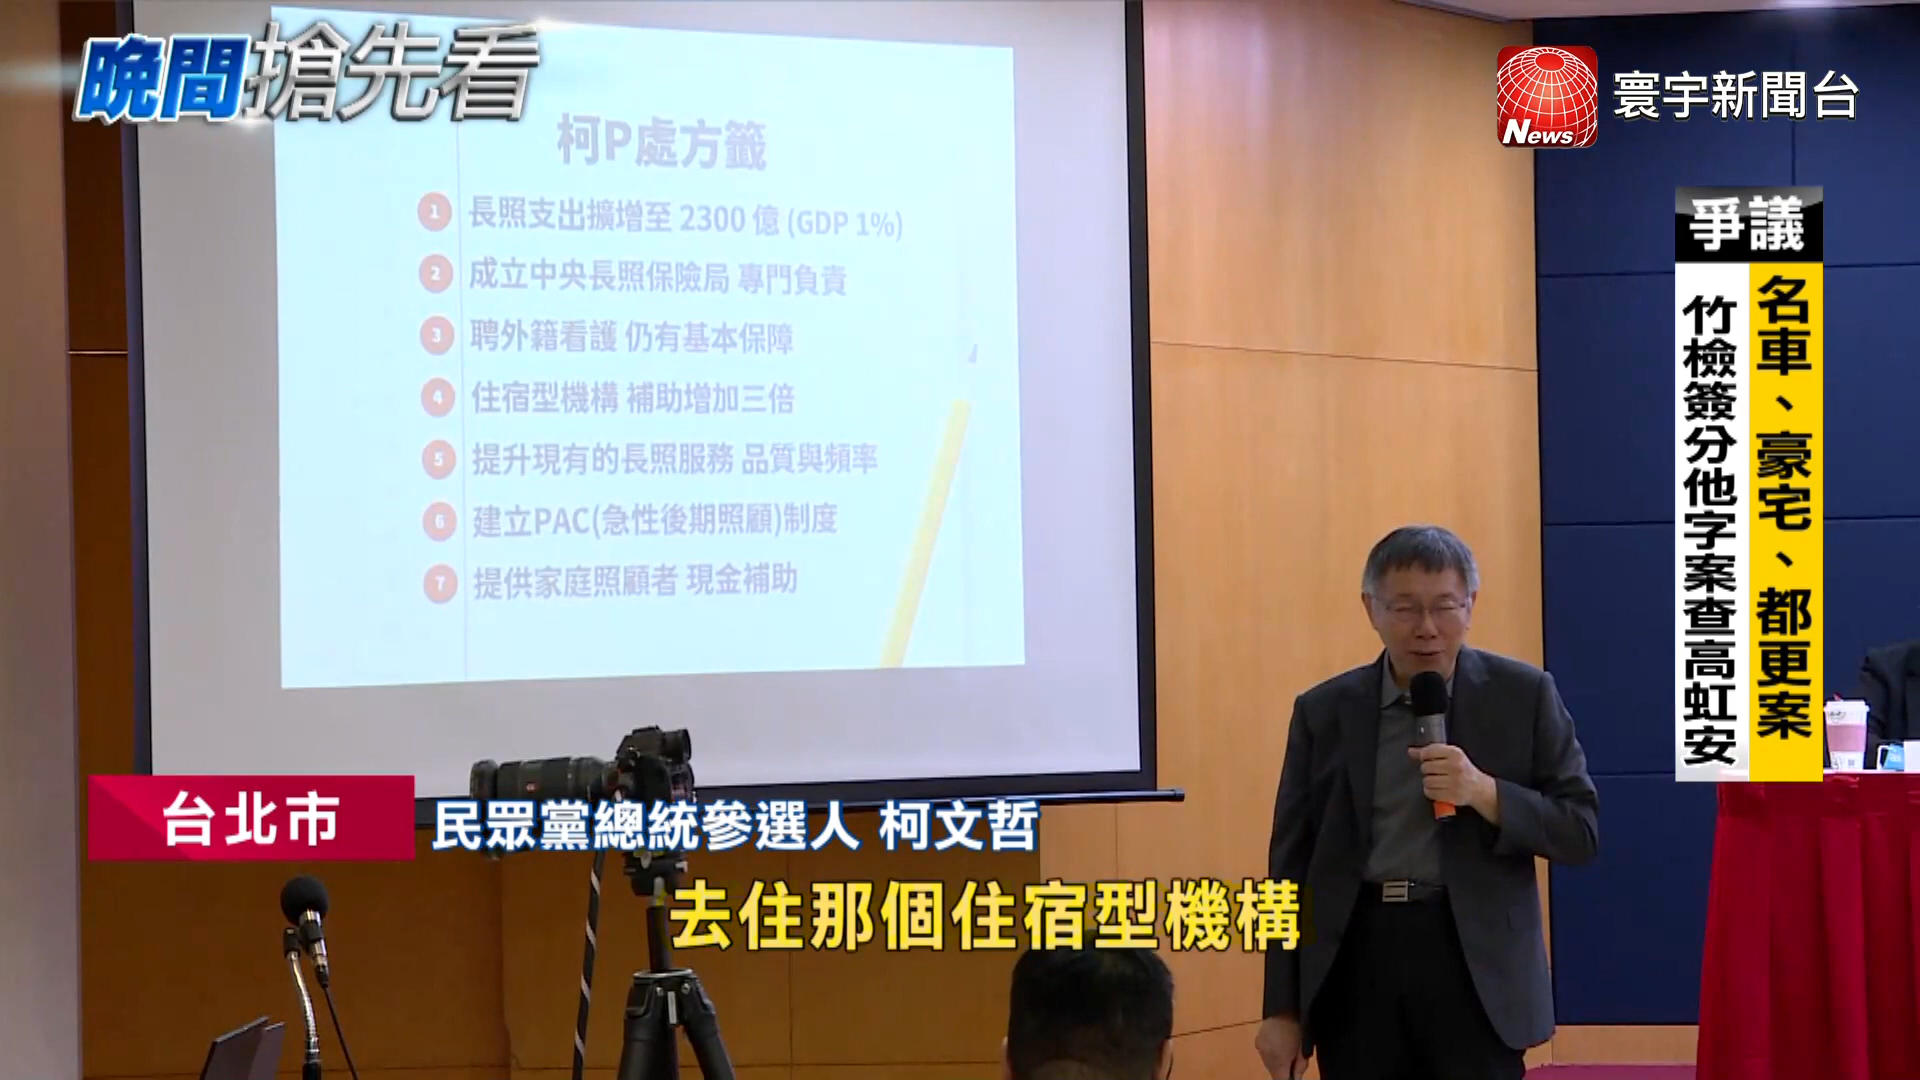 晚間搶先看
News
寰宇新聞台
柯P處方籤
1 長照支出擴增至 2300 億 (GDP 1%)
2 成立中央長照保險局 專門負責
3 聘外籍看護 仍有基本保障
4 住宿型機構 補助增加三倍
5 提升現有的長照服務 品質與頻率
6 建立PAC(急性後期照顧)制度
7 提供家庭照顧者 現金補助
爭議
名車、豪宅、都更案
竹檢簽分他字案查高虹安
台北市
民眾黨總統參選人 柯文哲
去住那個住宿型機構